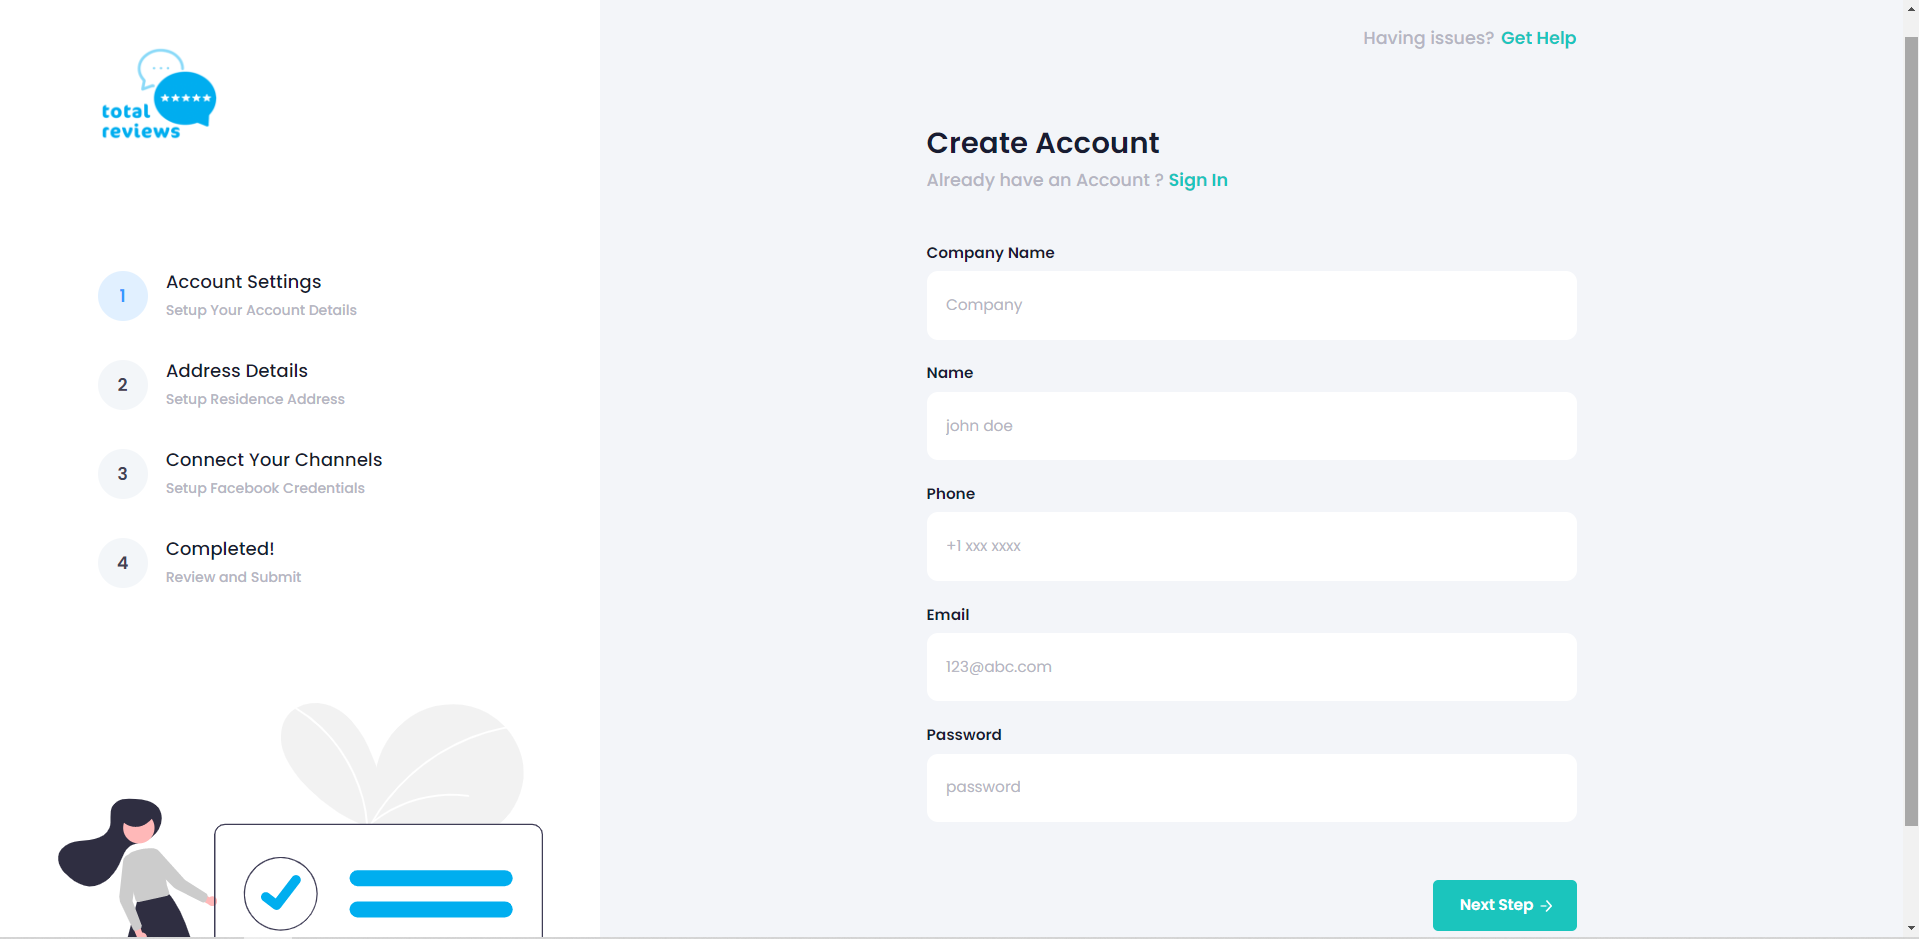 total
reviews
1
Account Settings
Setup Your Account Details
2
Address Details
Setup Residence Address
3
Connect Your Channels
Setup Facebook Credentials
4
Completed!
Review and Submit
Having issues? Get Help
Create Account
Already have an Account ? Sign In
Company Name
Company
Name
john doe
Phone
+1 xxx xxxx
Email
123@abc.com
Password
password
Next Step